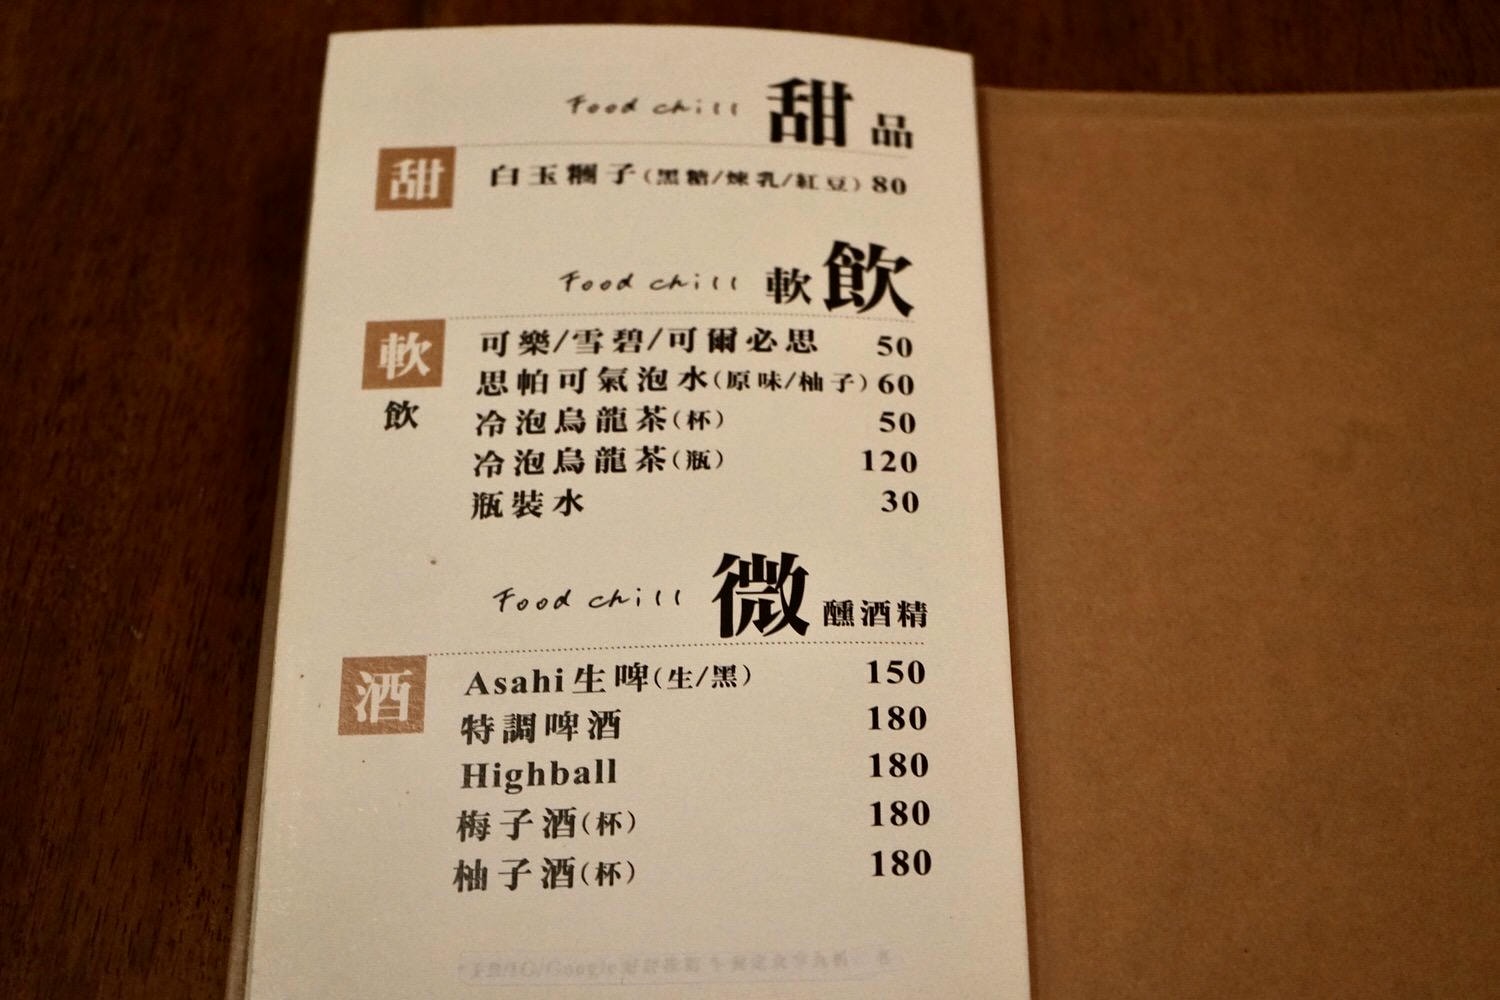 Food chill 甜品
甜
白玉糰子(黑糖/煉乳/紅豆) 80
Food chill 軟飲
軟飲
可樂/雪碧/可爾必思 50
思帕可氣泡水(原味/柚子) 60
冷泡烏龍茶(杯) 50
冷泡烏龍茶(瓶) 120
瓶裝水 30
Food chill 微醺酒精
酒
Asahi生啤(生/黑) 150
特調啤酒 180
Highball 180
梅子酒(杯) 180
柚子酒(杯) 180